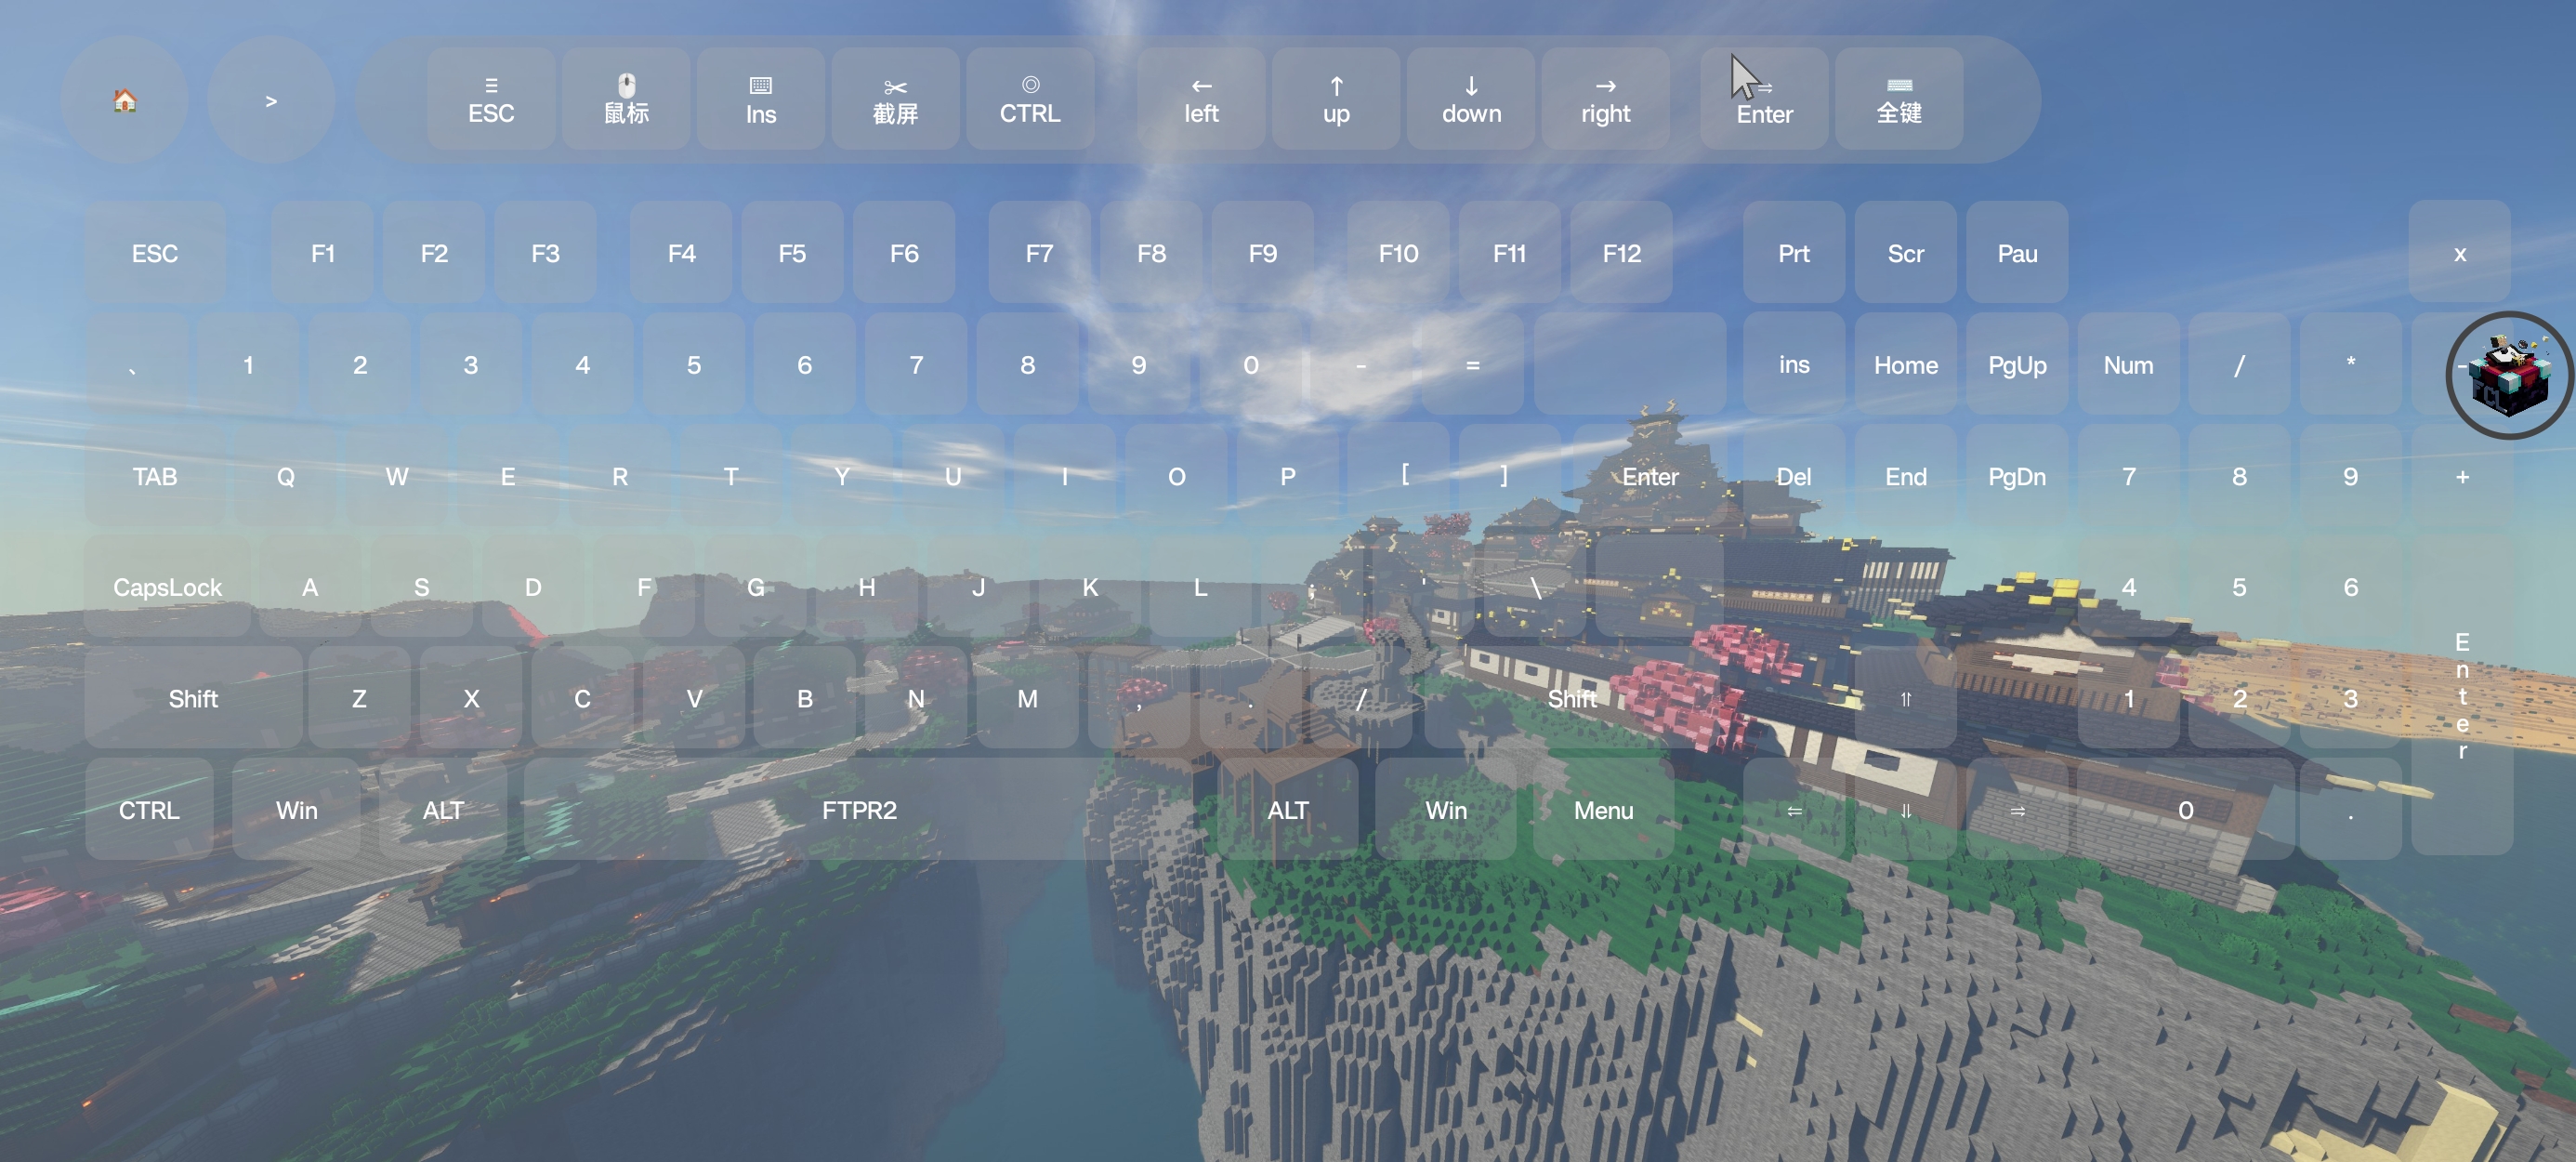 >
ESC 鼠标 Ins 截屏 CTRL left up down right Enter 全键
ESC F1 F2 F3 F4 F5 F6 F7 F8 F9 F10 F11 F12 Prt Scr Pau x
、 1 2 3 4 5 6 7 8 9 0 - = ins Home PgUp Num / * -
FCL
TAB Q W E R T Y U I O P [ ] Enter Del End PgDn 7 8 9 +
CapsLock A S D F G H J K L ; ' \ 4 5 6
Shift Z X C V B N M , . / Shift ⇑ 1 2 3 Enter
CTRL Win ALT FTPR2 ALT Win Menu ⇐ ⇓ ⇒ 0 .